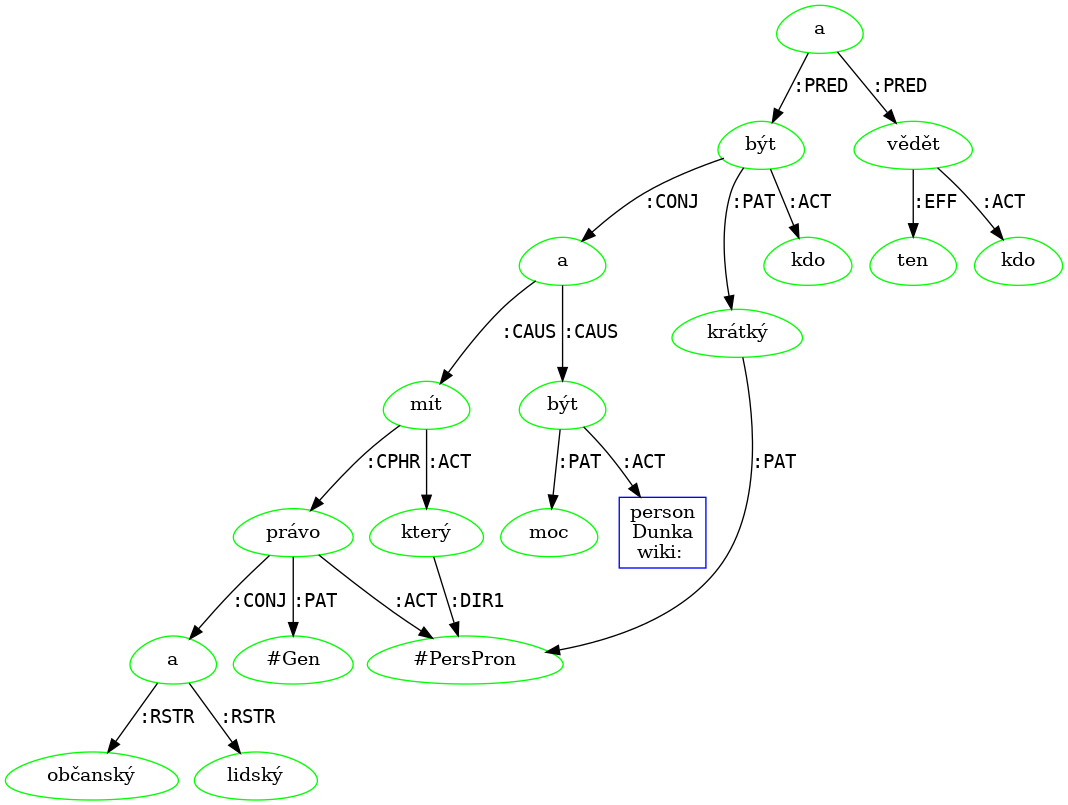 a
:PRED
:PRED
být
vědět
:CONJ
:PAT
:ACT
:EFF
:ACT
a
kdo
ten
kdo
:CAUS
:CAUS
krátký
mít
být
:CPHR
:ACT
:PAT
:ACT
:PAT
právo
který
moc
person
Dunka
wiki:
:CONJ
:PAT
:ACT
:DIR1
a
#Gen
#PersPron
:RSTR
:RSTR
občanský
lidský